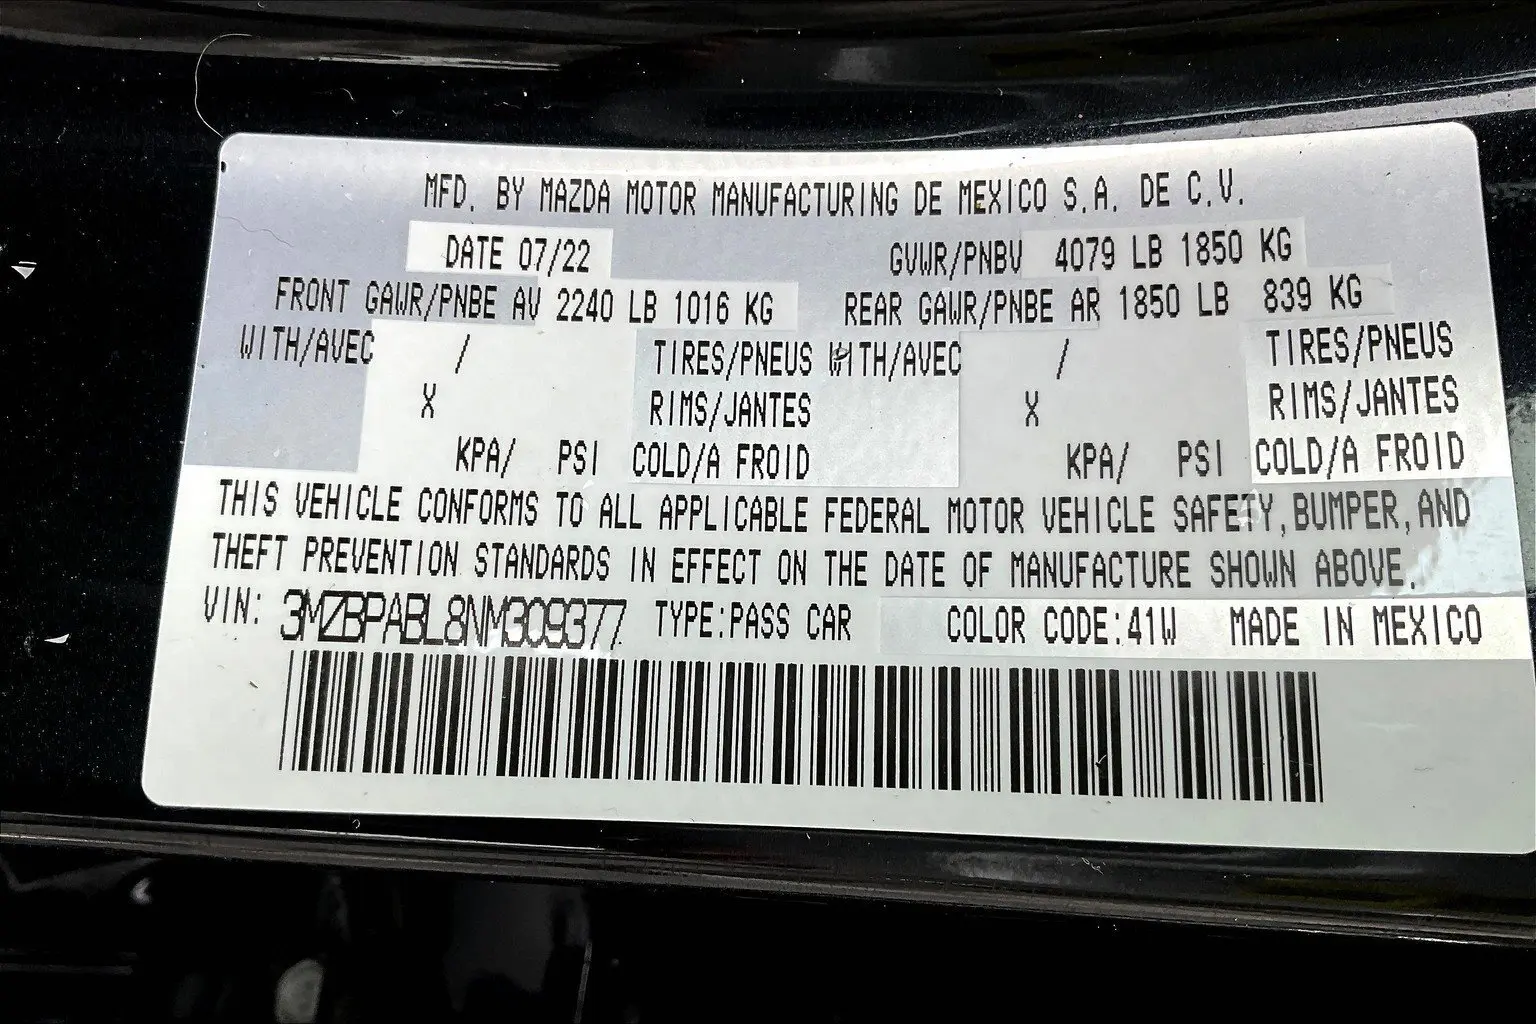 MFD. BY MAZDA MOTOR MANUFACTURING DE MEXICO S.A. DE C.V.
DATE 07/22 GVWR/PNBV 4079 LB 1850 KG
FRONT GAWR/PNBE AV 2240 LB 1016 KG REAR GAWR/PNBE AR 1850 LB 839 KG
WITH/AVEC / TIRES/PNEUS WITH/AVEC / TIRES/PNEUS
X RIMS/JANTES X RIMS/JANTES
KPA/ PSI COLD/A FROID KPA/ PSI COLD/A FROID
THIS VEHICLE CONFORMS TO ALL APPLICABLE FEDERAL MOTOR VEHICLE SAFETY, BUMPER, AND
THEFT PREVENTION STANDARDS IN EFFECT ON THE DATE OF MANUFACTURE SHOWN ABOVE.
VIN: 3MZBPABL8NM309377 TYPE:PASS CAR COLOR CODE:41W MADE IN MEXICO